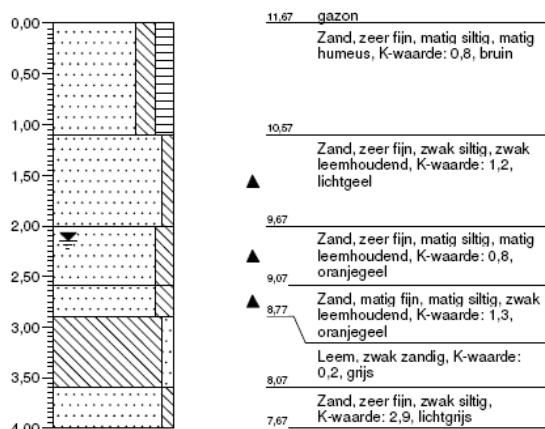 0,00
0,50
1,00
1,50
2,00
2,50
3,00
3,50
4,00
11,67 gazon
Zand, zeer fijn, matig siltig, matig
humeus, K-waarde: 0,8, bruin
10,57
Zand, zeer fijn, zwak siltig, zwak
leemhoudend, K-waarde: 1,2,
lichtgeel
9,67
Zand, zeer fijn, matig siltig, matig
leemhoudend, K-waarde: 0,8,
oranjegeel
9,07
Zand, matig fijn, matig siltig, zwak
leemhoudend, K-waarde: 1,3,
oranjegeel
8,77
Leem, zwak zandig, K-waarde:
0,2, grijs
8,07
Zand, zeer fijn, zwak siltig,
K-waarde: 2,9, lichtgrijs
7,67